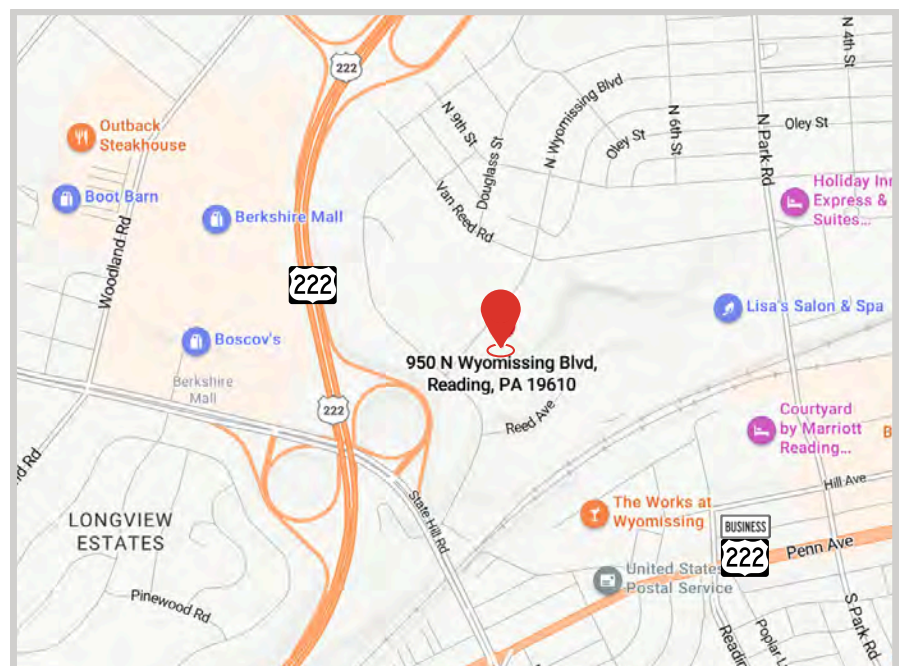 222
N 4th St
Outback
Steakhouse
N 9th St
Douglass St
N Wyomissing Blvd
Oley St
N 6th St
N Park Rd
Oley St
Boot Barn
Berkshire Mall
Van Reed Rd
Holiday Inn
Express &
Suites...
Woodland Rd
222
Lisa's Salon & Spa
Boscov's
950 N Wyomissing Blvd,
Reading, PA 19610
Berkshire
Mall
222
Reed Ave
Courtyard
by Marriott
Reading...
B
rd Rd
Hill Ave
State Hill Rd
The Works at
Wyomissing
LONGVIEW
ESTATES
BUSINESS
222
Penn Ave
United States
Postal Service
Pinewood Rd
S Park Rd
Poplar L
Readin